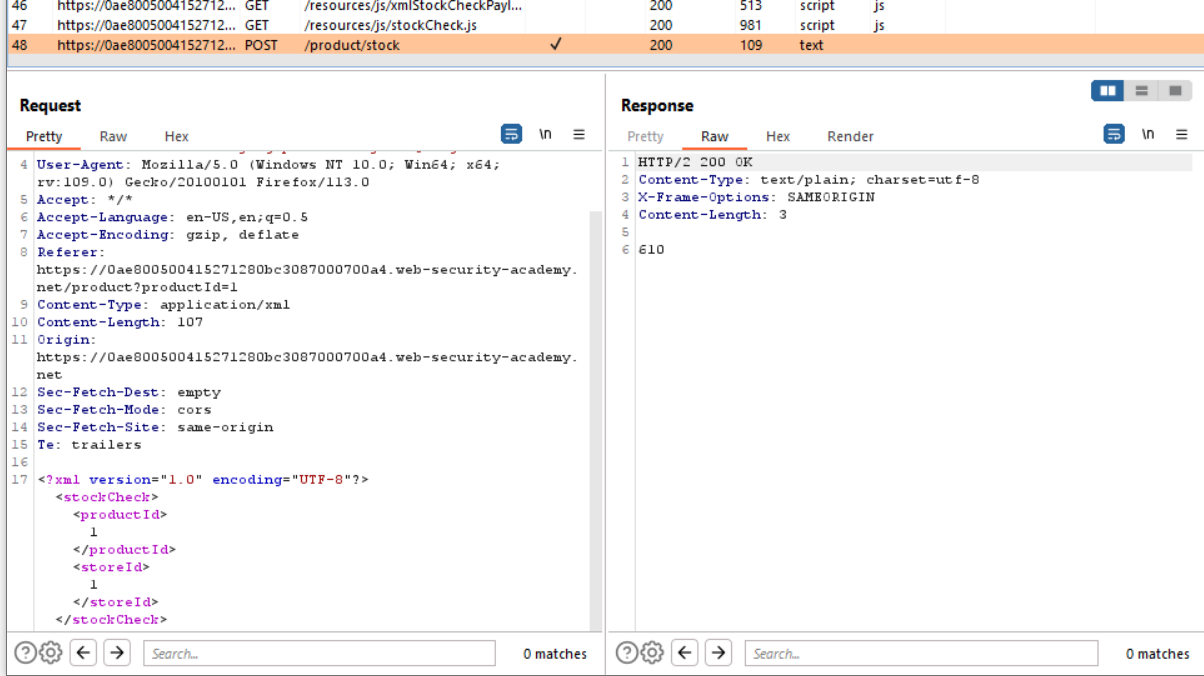 46 https://0ae8005004152712... GET /resources/js/xmlStockCheckPayl... 200 513 script js
47 https://0ae8005004152712... GET /resources/js/stockCheck.js 200 981 script js
48 https://0ae8005004152712... POST /product/stock ✓ 200 109 text
Request
Pretty Raw Hex \n
4 User-Agent: Mozilla/5.0 (Windows NT 10.0; Win64; x64;
rv:109.0) Gecko/20100101 Firefox/113.0
5 Accept: */*
6 Accept-Language: en-US,en;q=0.5
7 Accept-Encoding: gzip, deflate
8 Referer:
https://0ae800500415271280bc3087000700a4.web-security-academy.
net/product?productId=1
9 Content-Type: application/xml
10 Content-Length: 107
11 Origin:
https://0ae800500415271280bc3087000700a4.web-security-academy.
net
12 Sec-Fetch-Dest: empty
13 Sec-Fetch-Mode: cors
14 Sec-Fetch-Site: same-origin
15 Te: trailers
16
17 <?xml version="1.0" encoding="UTF-8"?>
<stockCheck>
<productId>
1
</productId>
<storeId>
1
</storeId>
</stockCheck>
Search...
0 matches
Response
Pretty Raw Hex Render \n
1 HTTP/2 200 OK
2 Content-Type: text/plain; charset=utf-8
3 X-Frame-Options: SAMEORIGIN
4 Content-Length: 3
5
6 610
Search...
0 matches